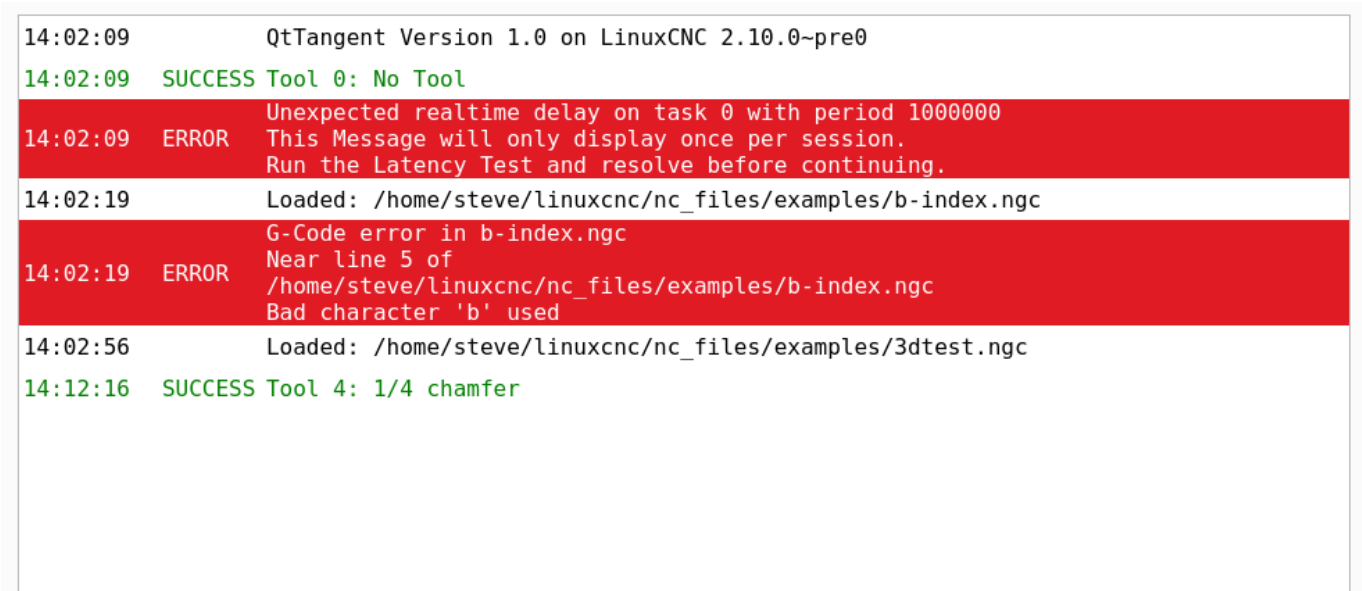 14:02:09 QtTangent Version 1.0 on LinuxCNC 2.10.0~pre0
14:02:09 SUCCESS Tool 0: No Tool
Unexpected realtime delay on task 0 with period 1000000
14:02:09 ERROR This Message will only display once per session.
Run the Latency Test and resolve before continuing.
14:02:19 Loaded: /home/steve/linuxcnc/nc_files/examples/b-index.ngc
G-Code error in b-index.ngc
14:02:19 ERROR Near line 5 of
/home/steve/linuxcnc/nc_files/examples/b-index.ngc
Bad character 'b' used
14:02:56 Loaded: /home/steve/linuxcnc/nc_files/examples/3dtest.ngc
14:12:16 SUCCESS Tool 4: 1/4 chamfer